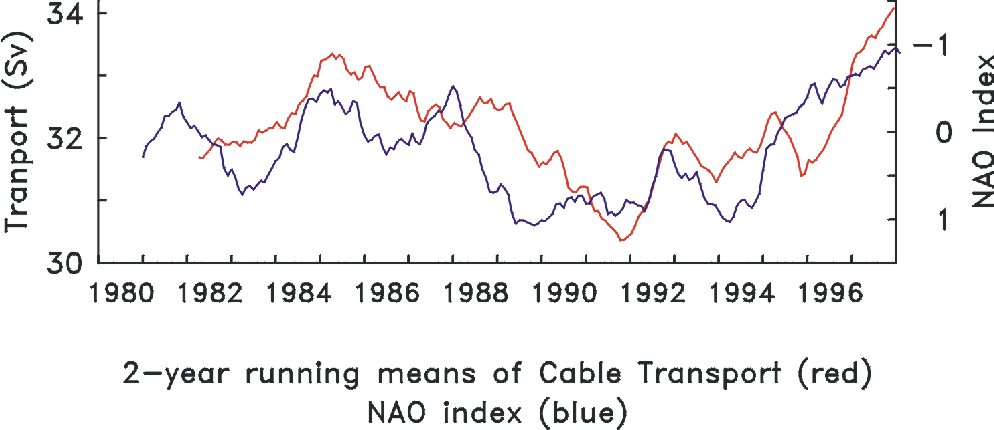 34
32
30
Tranport (Sv)
−1
0
1
NAO Index
1980 1982 1984 1986 1988 1990 1992 1994 1996
2−year running means of Cable Transport (red)
NAO index (blue)